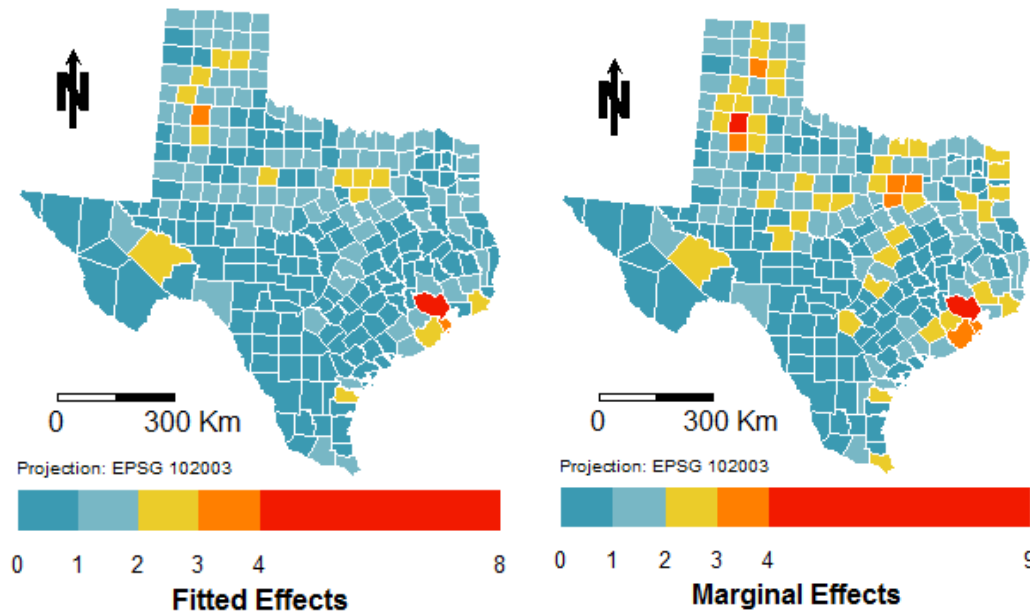 N
0 300 Km
Projection: EPSG 102003
0 1 2 3 4 8
Fitted Effects
N
0 300 Km
Projection: EPSG 102003
0 1 2 3 4 9
Marginal Effects